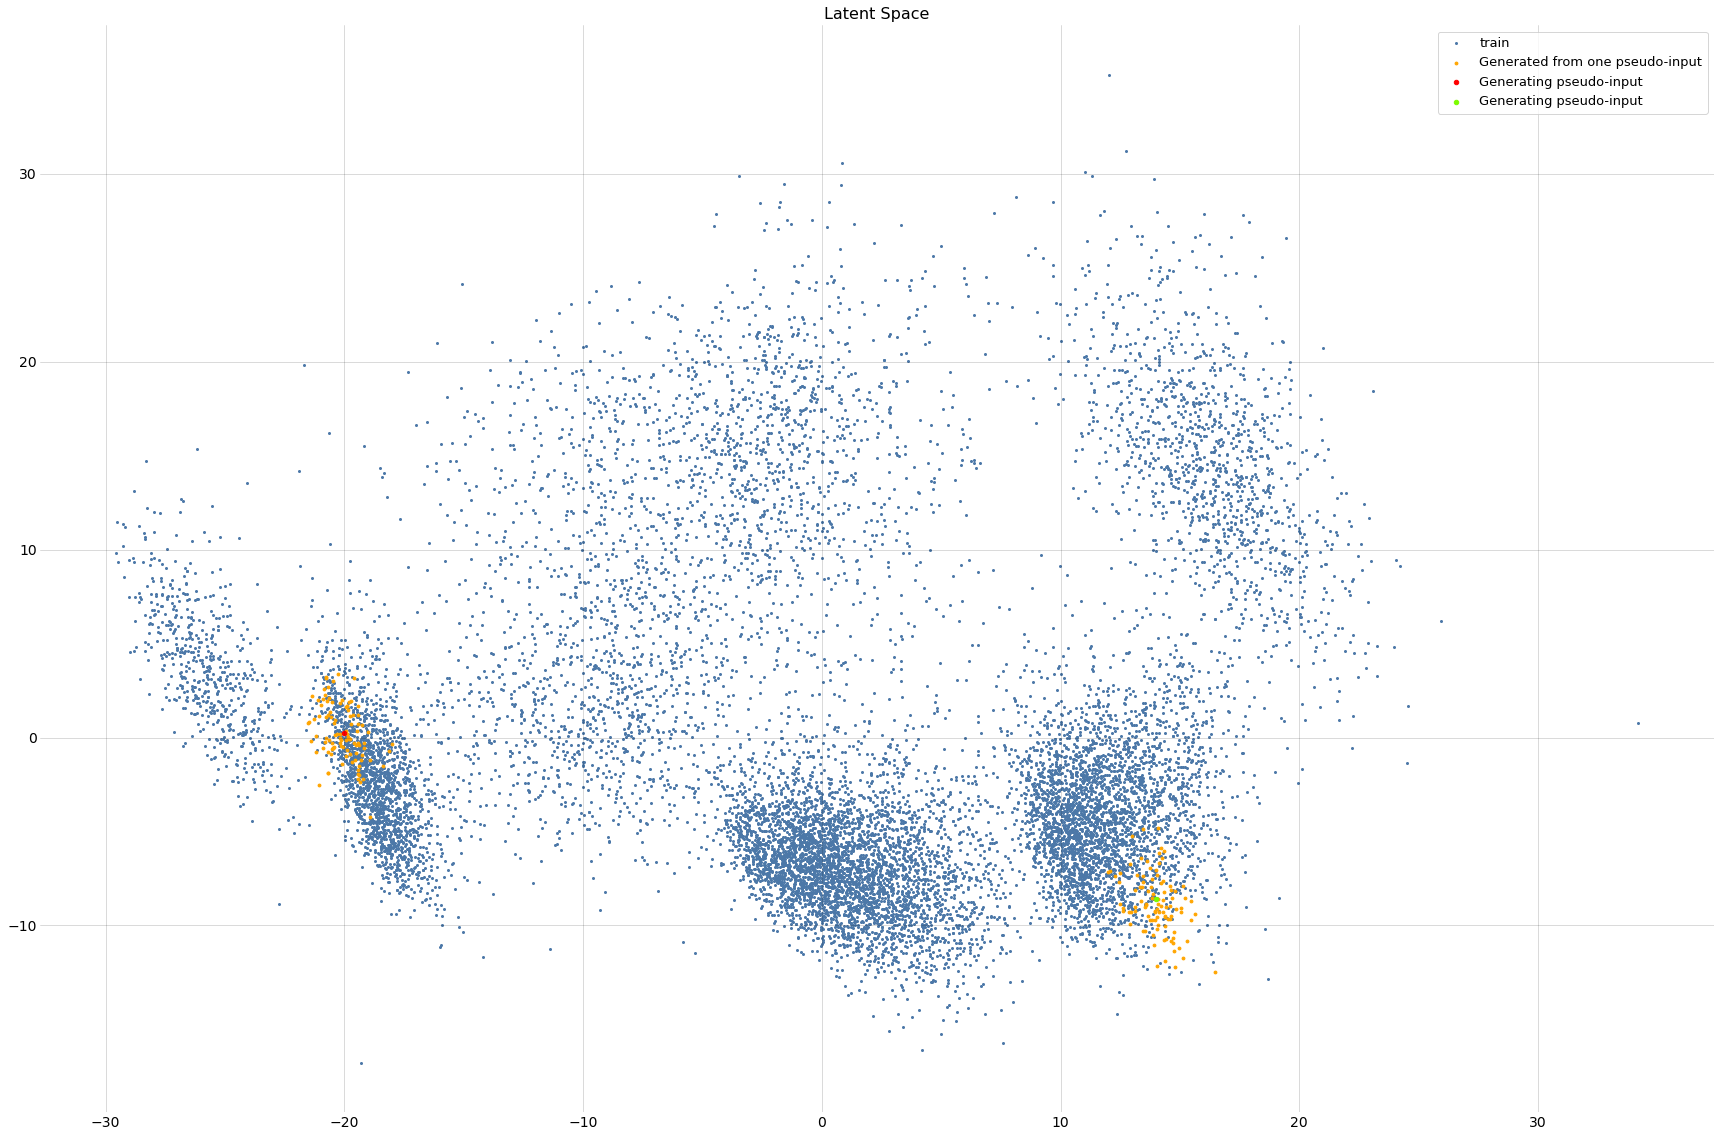 Latent Space
train
Generated from one pseudo-input
Generating pseudo-input
Generating pseudo-input
30
20
10
0
−10
−30
−20
−10
0
10
20
30